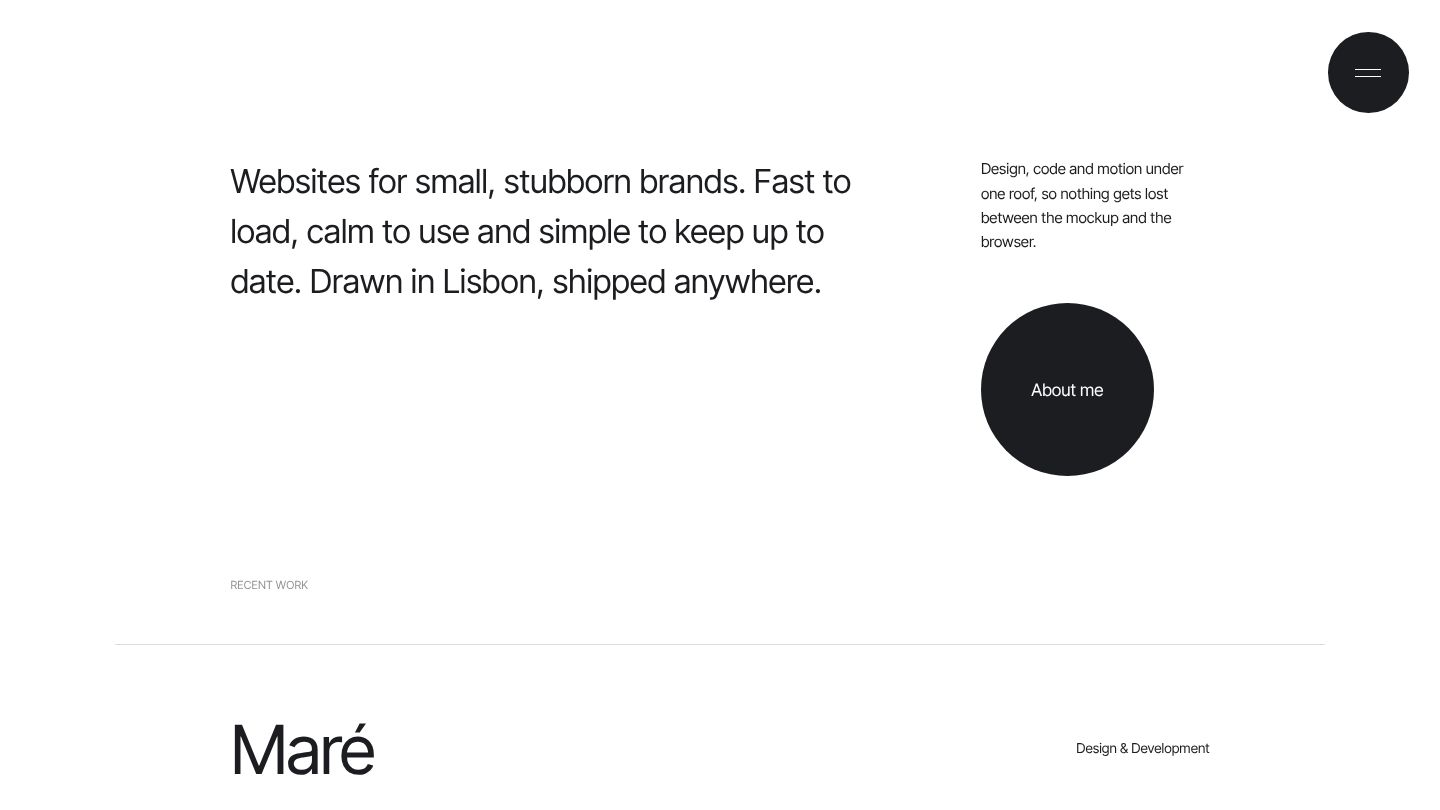 Websites for small, stubborn brands. Fast to
load, calm to use and simple to keep up to
date. Drawn in Lisbon, shipped anywhere.
Design, code and motion under
one roof, so nothing gets lost
between the mockup and the
browser.
About me
RECENT WORK
Maré
Design & Development